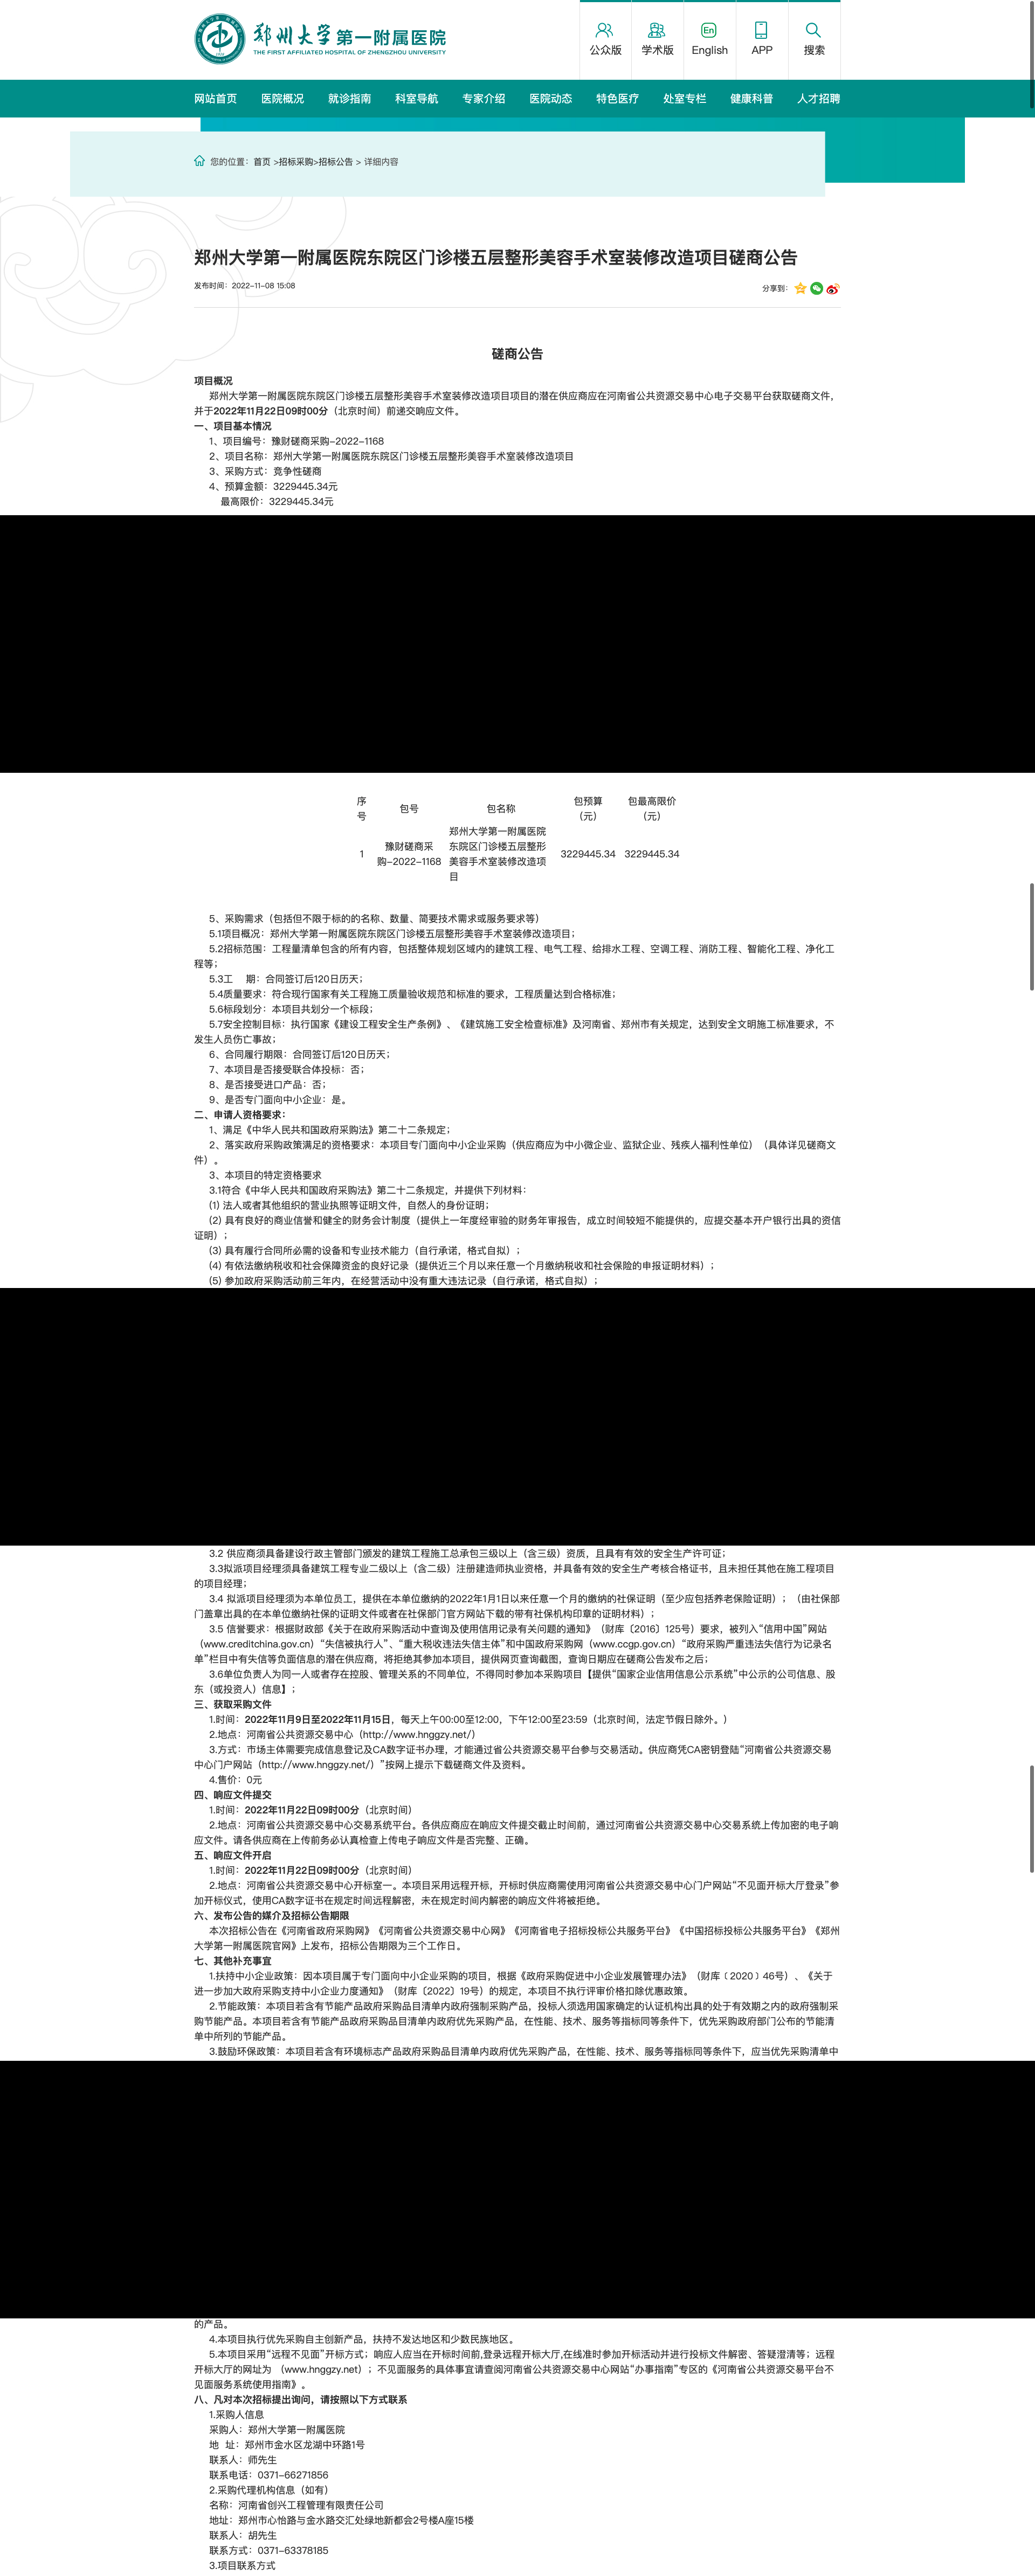 郑州大学第一附属医院
THE FIRST AFFILIATED HOSPITAL OF ZHENGZHOU UNIVERSITY
公众版 学术版 English APP 搜索
网站首页 医院概况 就诊指南 科室导航 专家介绍 医院动态 特色医疗 处室专栏 健康科普 人才招聘
您的位置：首页 >招标采购>招标公告 > 详细内容
郑州大学第一附属医院东院区门诊楼五层整形美容手术室装修改造项目磋商公告
发布时间：2022-11-08 15:08
分享到：
磋商公告
项目概况
郑州大学第一附属医院东院区门诊楼五层整形美容手术室装修改造项目项目的潜在供应商应在河南省公共资源交易中心电子交易平台获取磋商文件，
并于2022年11月22日09时00分（北京时间）前递交响应文件。
一、项目基本情况
1、项目编号：豫财磋商采购-2022-1168
2、项目名称：郑州大学第一附属医院东院区门诊楼五层整形美容手术室装修改造项目
3、采购方式：竞争性磋商
4、预算金额：3229445.34元
最高限价：3229445.34元
序号 包号 包名称 包预算（元） 包最高限价（元）
1 豫财磋商采购-2022-1168 郑州大学第一附属医院东院区门诊楼五层整形美容手术室装修改造项目 3229445.34 3229445.34
5、采购需求（包括但不限于标的的名称、数量、简要技术需求或服务要求等）
5.1项目概况：郑州大学第一附属医院东院区门诊楼五层整形美容手术室装修改造项目；
5.2招标范围：工程量清单包含的所有内容，包括整体规划区域内的建筑工程、电气工程、给排水工程、空调工程、消防工程、智能化工程、净化工
程等；
5.3工 期：合同签订后120日历天；
5.4质量要求：符合现行国家有关工程施工质量验收规范和标准的要求，工程质量达到合格标准；
5.6标段划分：本项目共划分一个标段；
5.7安全控制目标：执行国家《建设工程安全生产条例》、《建筑施工安全检查标准》及河南省、郑州市有关规定，达到安全文明施工标准要求，不
发生人员伤亡事故；
6、合同履行期限：合同签订后120日历天；
7、本项目是否接受联合体投标：否；
8、是否接受进口产品：否；
9、是否专门面向中小企业：是。
二、申请人资格要求：
1、满足《中华人民共和国政府采购法》第二十二条规定；
2、落实政府采购政策满足的资格要求：本项目专门面向中小企业采购（供应商应为中小微企业、监狱企业、残疾人福利性单位）（具体详见磋商文
件）。
3、本项目的特定资格要求
3.1符合《中华人民共和国政府采购法》第二十二条规定，并提供下列材料：
(1) 法人或者其他组织的营业执照等证明文件，自然人的身份证明；
(2) 具有良好的商业信誉和健全的财务会计制度（提供上一年度经审验的财务年审报告，成立时间较短不能提供的，应提交基本开户银行出具的资信
证明）；
(3) 具有履行合同所必需的设备和专业技术能力（自行承诺，格式自拟）；
(4) 有依法缴纳税收和社会保障资金的良好记录（提供近三个月以来任意一个月缴纳税收和社会保险的申报证明材料）；
(5) 参加政府采购活动前三年内，在经营活动中没有重大违法记录（自行承诺，格式自拟）；
3.2 供应商须具备建设行政主管部门颁发的建筑工程施工总承包三级以上（含三级）资质，且具有有效的安全生产许可证；
3.3拟派项目经理须具备建筑工程专业二级以上（含二级）注册建造师执业资格，并具备有效的安全生产考核合格证书，且未担任其他在施工程项目
的项目经理；
3.4 拟派项目经理须为本单位员工，提供在本单位缴纳的2022年1月1日以来任意一个月的缴纳的社保证明（至少应包括养老保险证明）；（由社保部
门盖章出具的在本单位缴纳社保的证明文件或者在社保部门官方网站下载的带有社保机构印章的证明材料）；
3.5 信誉要求：根据财政部《关于在政府采购活动中查询及使用信用记录有关问题的通知》（财库〔2016〕125号）要求，被列入“信用中国”网站
（www.creditchina.gov.cn）“失信被执行人”、“重大税收违法失信主体”和中国政府采购网（www.ccgp.gov.cn）“政府采购严重违法失信行为记录名
单”栏目中有失信等负面信息的潜在供应商，将拒绝其参加本项目，提供网页查询截图，查询日期应在磋商公告发布之后；
3.6单位负责人为同一人或者存在控股、管理关系的不同单位，不得同时参加本采购项目【提供“国家企业信用信息公示系统”中公示的公司信息、股
东（或投资人）信息】；
三、获取采购文件
1.时间：2022年11月9日至2022年11月15日，每天上午00:00至12:00，下午12:00至23:59（北京时间，法定节假日除外。）
2.地点：河南省公共资源交易中心（http://www.hnggzy.net/）
3.方式：市场主体需要完成信息登记及CA数字证书办理，才能通过省公共资源交易平台参与交易活动。供应商凭CA密钥登陆“河南省公共资源交易
中心门户网站（http://www.hnggzy.net/）”按网上提示下载磋商文件及资料。
4.售价：0元
四、响应文件提交
1.时间：2022年11月22日09时00分（北京时间）
2.地点：河南省公共资源交易中心交易系统平台。各供应商应在响应文件提交截止时间前，通过河南省公共资源交易中心交易系统上传加密的电子响
应文件。请各供应商在上传前务必认真检查上传电子响应文件是否完整、正确。
五、响应文件开启
1.时间：2022年11月22日09时00分（北京时间）
2.地点：河南省公共资源交易中心开标室一。本项目采用远程开标，开标时供应商需使用河南省公共资源交易中心门户网站“不见面开标大厅登录”参
加开标仪式，使用CA数字证书在规定时间远程解密，未在规定时间内解密的响应文件将被拒绝。
六、发布公告的媒介及招标公告期限
本次招标公告在《河南省政府采购网》《河南省公共资源交易中心网》《河南省电子招标投标公共服务平台》《中国招标投标公共服务平台》《郑州
大学第一附属医院官网》上发布，招标公告期限为三个工作日。
七、其他补充事宜
1.扶持中小企业政策：因本项目属于专门面向中小企业采购的项目，根据《政府采购促进中小企业发展管理办法》（财库﹝2020﹞46号）、《关于
进一步加大政府采购支持中小企业力度通知》（财库〔2022〕19号）的规定，本项目不执行评审价格扣除优惠政策。
2.节能政策：本项目若含有节能产品政府采购品目清单内政府强制采购产品，投标人须选用国家确定的认证机构出具的处于有效期之内的政府强制采
购节能产品。本项目若含有节能产品政府采购品目清单内政府优先采购产品，在性能、技术、服务等指标同等条件下，优先采购政府部门公布的节能清
单中所列的节能产品。
3.鼓励环保政策：本项目若含有环境标志产品政府采购品目清单内政府优先采购产品，在性能、技术、服务等指标同等条件下，应当优先采购清单中
的产品。
4.本项目执行优先采购自主创新产品，扶持不发达地区和少数民族地区。
5.本项目采用“远程不见面”开标方式；响应人应当在开标时间前,登录远程开标大厅,在线准时参加开标活动并进行投标文件解密、答疑澄清等；远程
开标大厅的网址为 （www.hnggzy.net）；不见面服务的具体事宜请查阅河南省公共资源交易中心网站“办事指南”专区的《河南省公共资源交易平台不
见面服务系统使用指南》。
八、凡对本次招标提出询问，请按照以下方式联系
1.采购人信息
采购人：郑州大学第一附属医院
地 址：郑州市金水区龙湖中环路1号
联系人：师先生
联系电话：0371-66271856
2.采购代理机构信息（如有）
名称：河南省创兴工程管理有限责任公司
地址：郑州市心怡路与金水路交汇处绿地新都会2号楼A座15楼
联系人：胡先生
联系方式：0371-63378185
3.项目联系方式